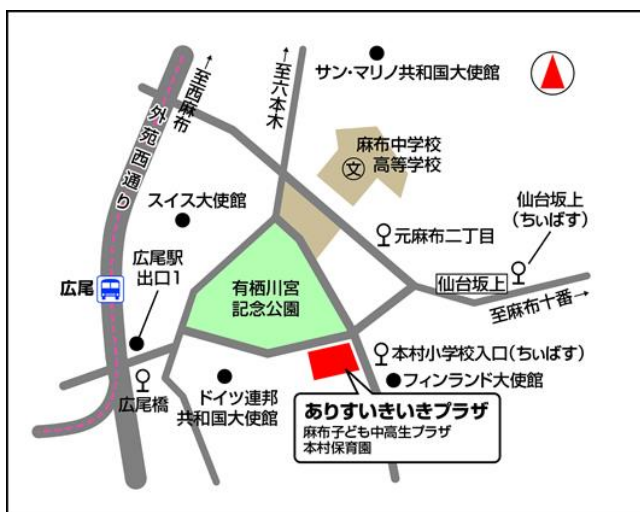 サン・マリノ共和国大使館
→至西麻布
→至六本木
外苑西通り
麻布中学校
高等学校
文
スイス大使館
仙台坂上
(ちぃばす)
元麻布二丁目
広尾駅
出口1
広尾
有栖川宮
記念公園
仙台坂上
至麻布十番→
本村小学校入口(ちぃばす)
フィンランド大使館
広尾橋
ドイツ連邦
共和国大使館
ありすいきいきプラザ
麻布子ども中高生プラザ
本村保育園